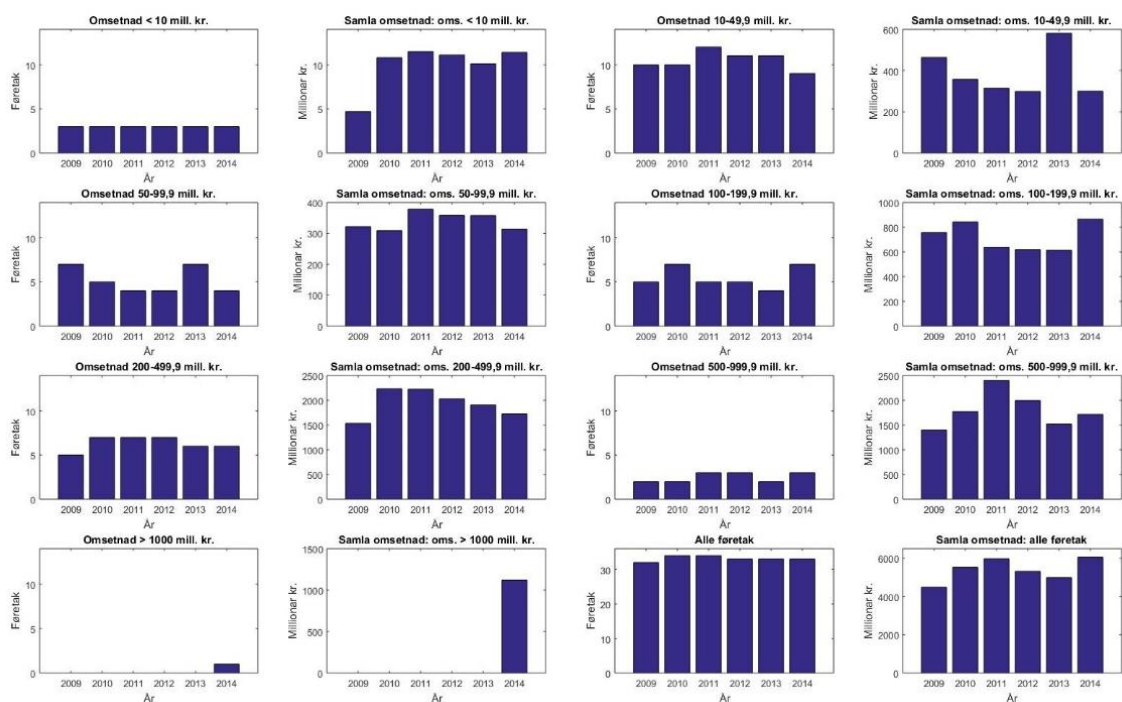 Omsetnad < 10 mill. kr.
Føretak
10
5
0
2009 2010 2011 2012 2013 2014
År
Samla omsetnad: oms. < 10 mill. kr.
Millionar kr.
10
5
0
2009 2010 2011 2012 2013 2014
År
Omsetnad 10-49,9 mill. kr.
Føretak
10
5
0
2009 2010 2011 2012 2013 2014
År
Samla omsetnad: oms. 10-49,9 mill. kr.
Millionar kr.
600
400
200
0
2009 2010 2011 2012 2013 2014
År
Omsetnad 50-99,9 mill. kr.
Føretak
10
5
0
2009 2010 2011 2012 2013 2014
År
Samla omsetnad: oms. 50-99,9 mill. kr.
Millionar kr.
400
300
200
100
0
2009 2010 2011 2012 2013 2014
År
Omsetnad 100-199,9 mill. kr.
Føretak
10
5
0
2009 2010 2011 2012 2013 2014
År
Samla omsetnad: oms. 100-199,9 mill. kr.
Millionar kr.
1000
800
600
400
200
0
2009 2010 2011 2012 2013 2014
År
Omsetnad 200-499,9 mill. kr.
Føretak
10
5
0
2009 2010 2011 2012 2013 2014
År
Samla omsetnad: oms. 200-499,9 mill. kr.
Millionar kr.
2500
2000
1500
1000
500
0
2009 2010 2011 2012 2013 2014
År
Omsetnad 500-999,9 mill. kr.
Føretak
10
5
0
2009 2010 2011 2012 2013 2014
År
Samla omsetnad: oms. 500-999,9 mill. kr.
Millionar kr.
2500
2000
1500
1000
500
0
2009 2010 2011 2012 2013 2014
År
Omsetnad > 1000 mill. kr.
Føretak
10
5
0
2009 2010 2011 2012 2013 2014
År
Samla omsetnad: oms. > 1000 mill. kr.
Millionar kr.
1500
1000
500
0
2009 2010 2011 2012 2013 2014
År
Alle føretak
Føretak
30
20
10
0
2009 2010 2011 2012 2013 2014
År
Samla omsetnad: alle føretak
Millionar kr.
6000
4000
2000
0
2009 2010 2011 2012 2013 2014
År